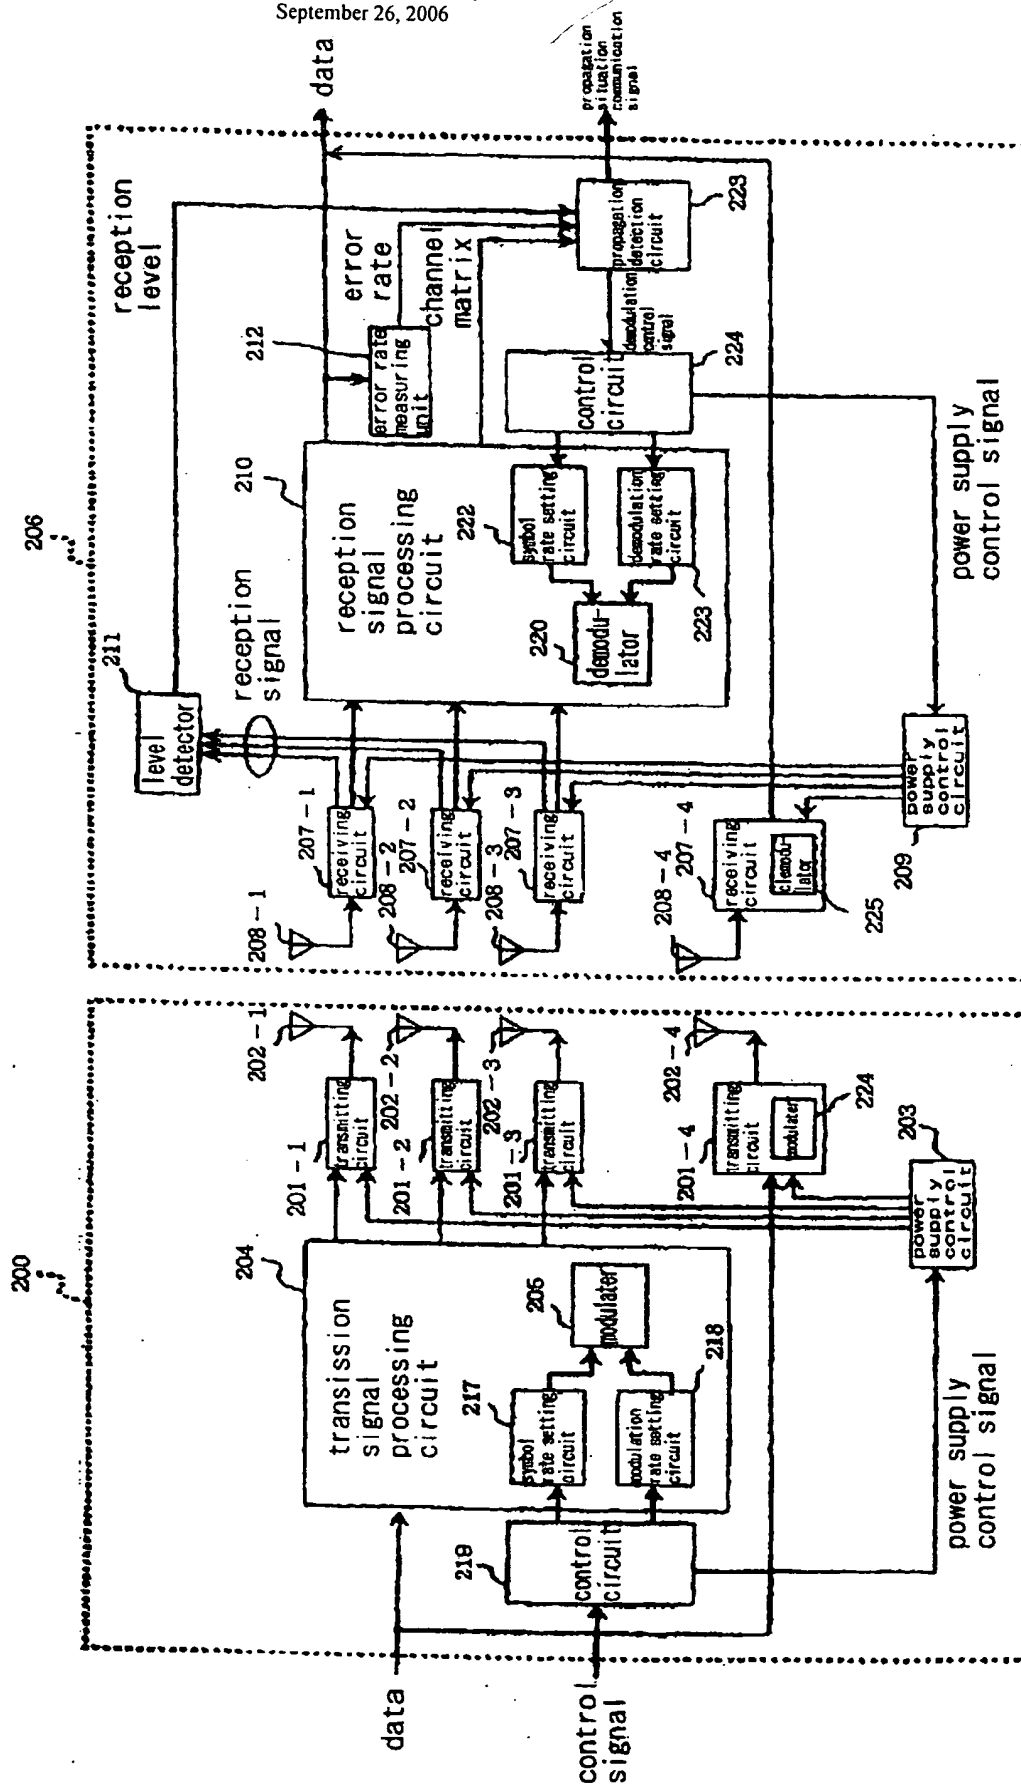 September 26, 2006
200
data
control
signal
219
control
circuit
204
transission
signal
processing
circuit
217
symbol
rate setting
circuit
modulation
rate setting
circuit
218
205
modulater
201-1
transmitting
circuit
202-1
201-2
transmitting
circuit
202-2
201-3
transmitting
circuit
202-3
201-4
transmitting
circuit
modulater
224
202-4
203
power
supply
control
circuit
power supply
control signal
206
208-1
207-1
receiving
circuit
208-2
207-2
receiving
circuit
208-3
207-3
receiving
circuit
208-4
207-4
receiving
circuit
demodu-
lator
225
209
power
supply
control
circuit
power supply
control signal
211
level
detector
reception
signal
210
reception
signal
processing
circuit
220
demodu-
lator
222
symbol
rate setting
circuit
demodulation
rate setting
circuit
223
212
error rate
measuring
unit
reception
level
error
rate
channel
matrix
control
circuit
224
demodulation
control
signal
propagation
detection
circuit
223
data
propagation
situation
communication
signal